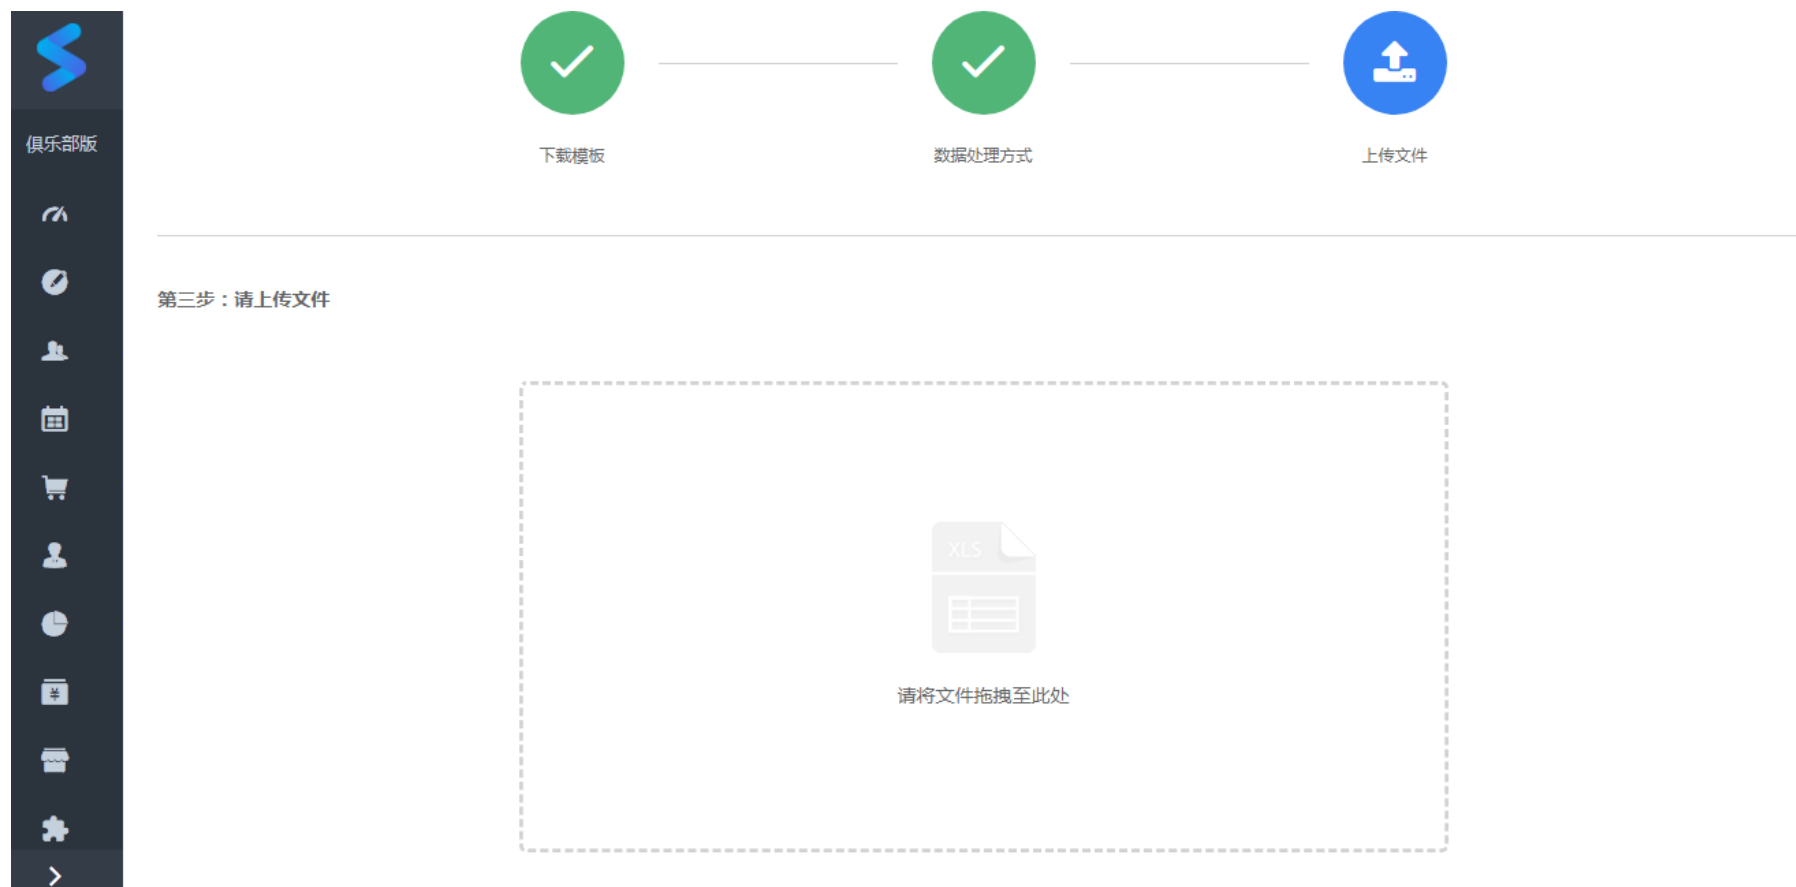 俱乐部版
下载模板
数据处理方式
上传文件
第三步：请上传文件
XLS
请将文件拖拽至此处